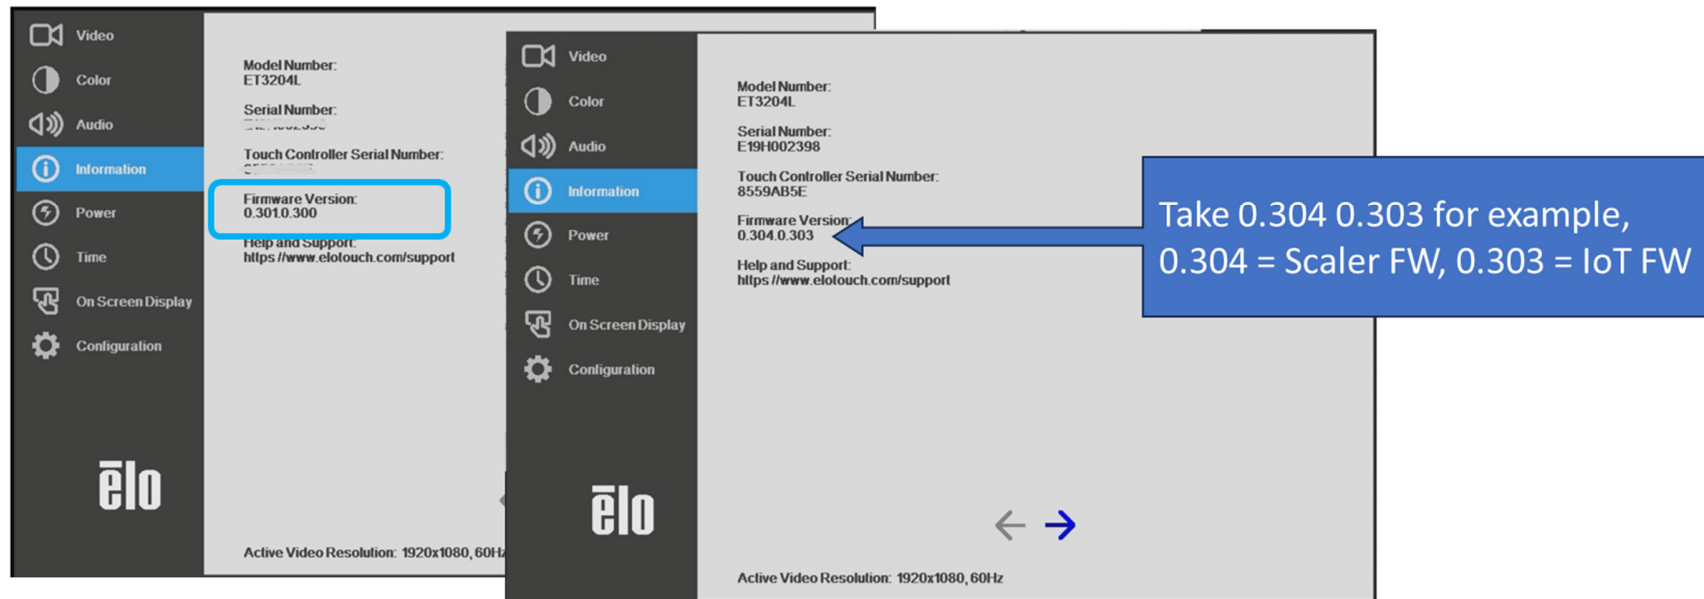 Video
Color
Audio
Information
Power
Time
On Screen Display
Configuration
ēlo
Model Number:
ET3204L
Serial Number:
Touch Controller Serial Number:
Firmware Version:
0.301.0.300
Help and Support:
https://www.elotouch.com/support
Active Video Resolution: 1920x1080, 60Hz
Video
Color
Audio
Information
Power
Time
On Screen Display
Configuration
ēlo
Model Number:
ET3204L
Serial Number:
E19H002398
Touch Controller Serial Number:
8559AB5E
Firmware Version:
0.304.0.303
Help and Support:
https://www.elotouch.com/support
Active Video Resolution: 1920x1080, 60Hz
Take 0.304 0.303 for example,
0.304 = Scaler FW, 0.303 = IoT FW